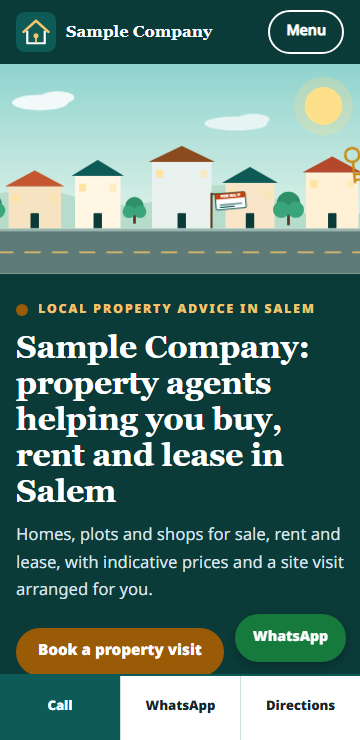 Sample Company
Menu
LOCAL PROPERTY ADVICE IN SALEM
Sample Company:
property agents
helping you buy,
rent and lease in
Salem
Homes, plots and shops for sale, rent and
lease, with indicative prices and a site visit
arranged for you.
Book a property visit
WhatsApp
Call
WhatsApp
Directions